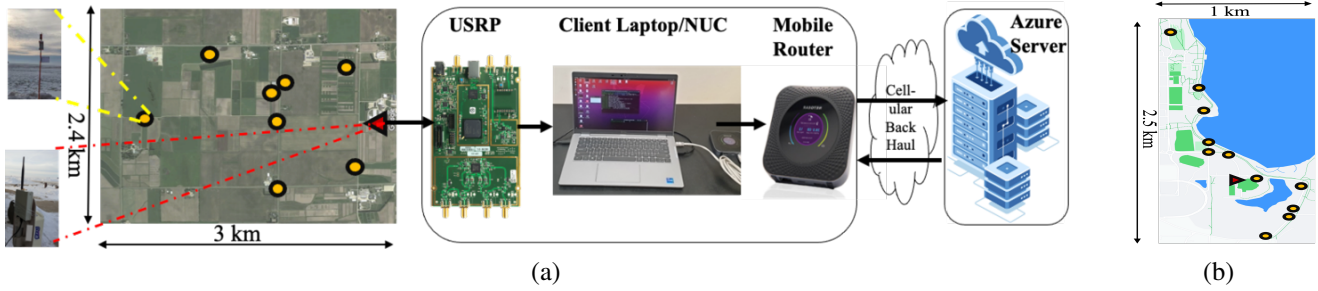 2.4 km
3 km
USRP
Client Laptop/NUC
Mobile
Router
Cell-
ular
Back
Haul
Azure
Server
(a)
1 km
2.5 km
(b)